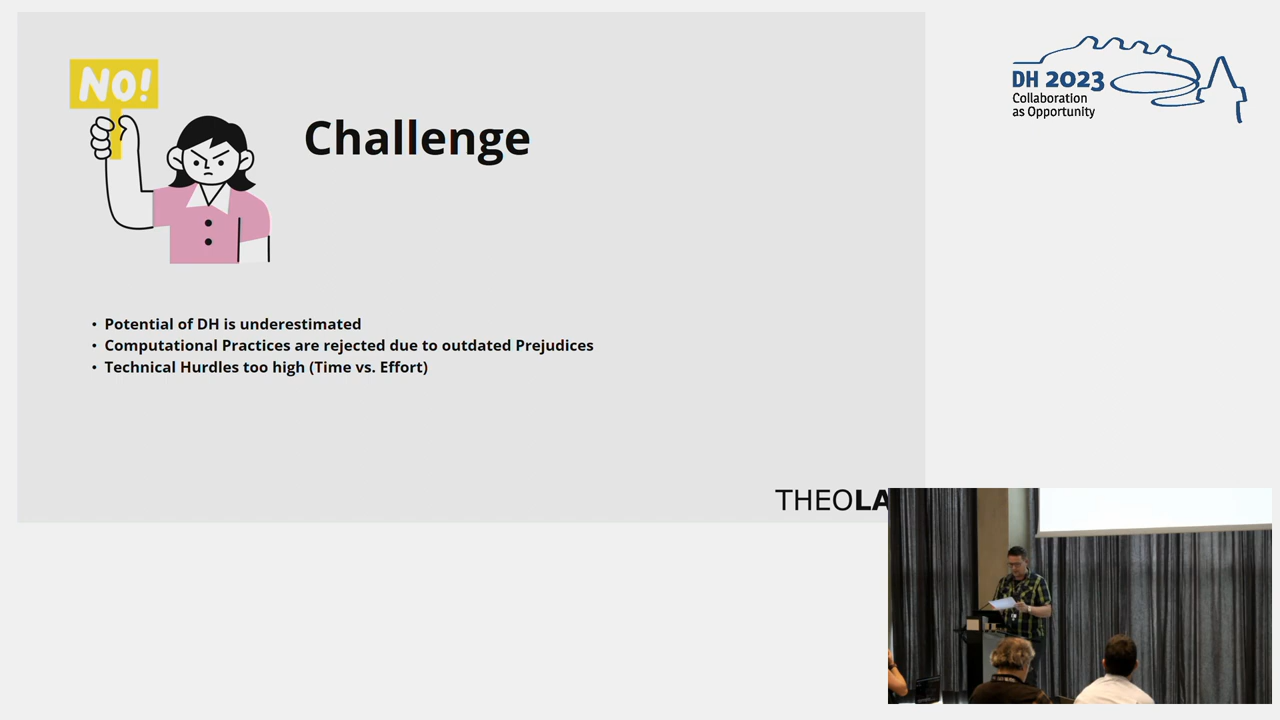 NO!
Challenge
• Potential of DH is underestimated
• Computational Practices are rejected due to outdated Prejudices
• Technical Hurdles too high (Time vs. Effort)
THEOLA
DH 2023
Collaboration
as Opportunity